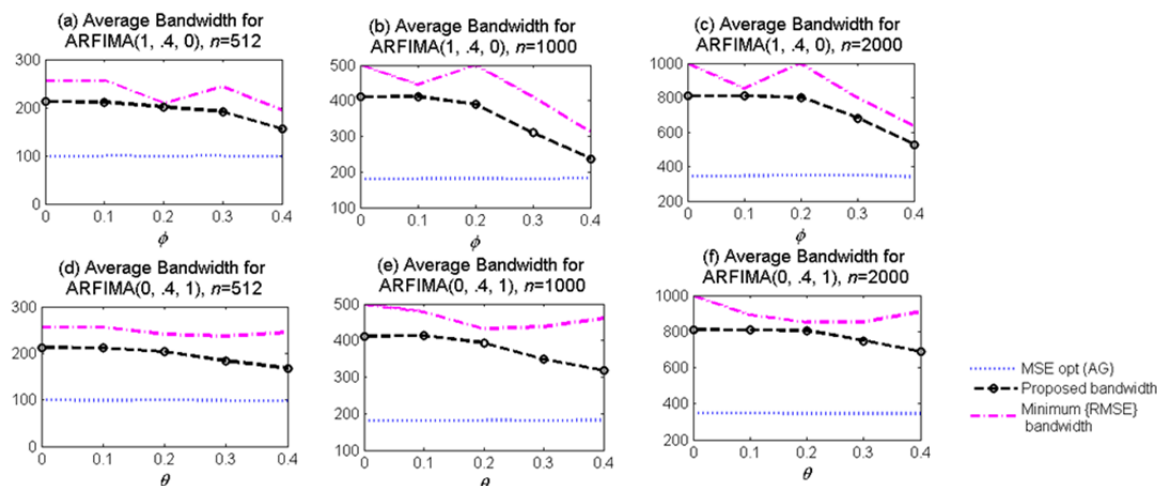 (a) Average Bandwidth for
ARFIMA(1, .4, 0), n=512
300
200
100
0
0 0.1 0.2 0.3 0.4
ϕ
(b) Average Bandwidth for
ARFIMA(1, .4, 0), n=1000
500
400
300
200
100
0 0.1 0.2 0.3 0.4
ϕ
(c) Average Bandwidth for
ARFIMA(1, .4, 0), n=2000
1000
800
600
400
200
0 0.1 0.2 0.3 0.4
ϕ
(d) Average Bandwidth for
ARFIMA(0, .4, 1), n=512
300
200
100
0
0 0.1 0.2 0.3 0.4
θ
(e) Average Bandwidth for
ARFIMA(0, .4, 1), n=1000
500
400
300
200
100
0 0.1 0.2 0.3 0.4
θ
(f) Average Bandwidth for
ARFIMA(0, .4, 1), n=2000
1000
800
600
400
200
0 0.1 0.2 0.3 0.4
θ
MSE opt (AG)
Proposed bandwidth
Minimum {RMSE}
bandwidth